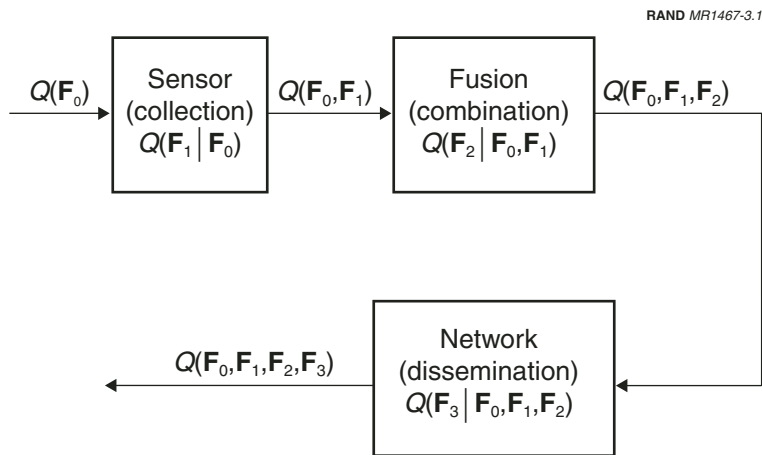 RAND MR1467-3.1
Q(F₀)
Sensor
(collection)
Q(F₁ | F₀)
Q(F₀,F₁)
Fusion
(combination)
Q(F₂ | F₀,F₁)
Q(F₀,F₁,F₂)
Network
(dissemination)
Q(F₃ | F₀,F₁,F₂)
Q(F₀,F₁,F₂,F₃)